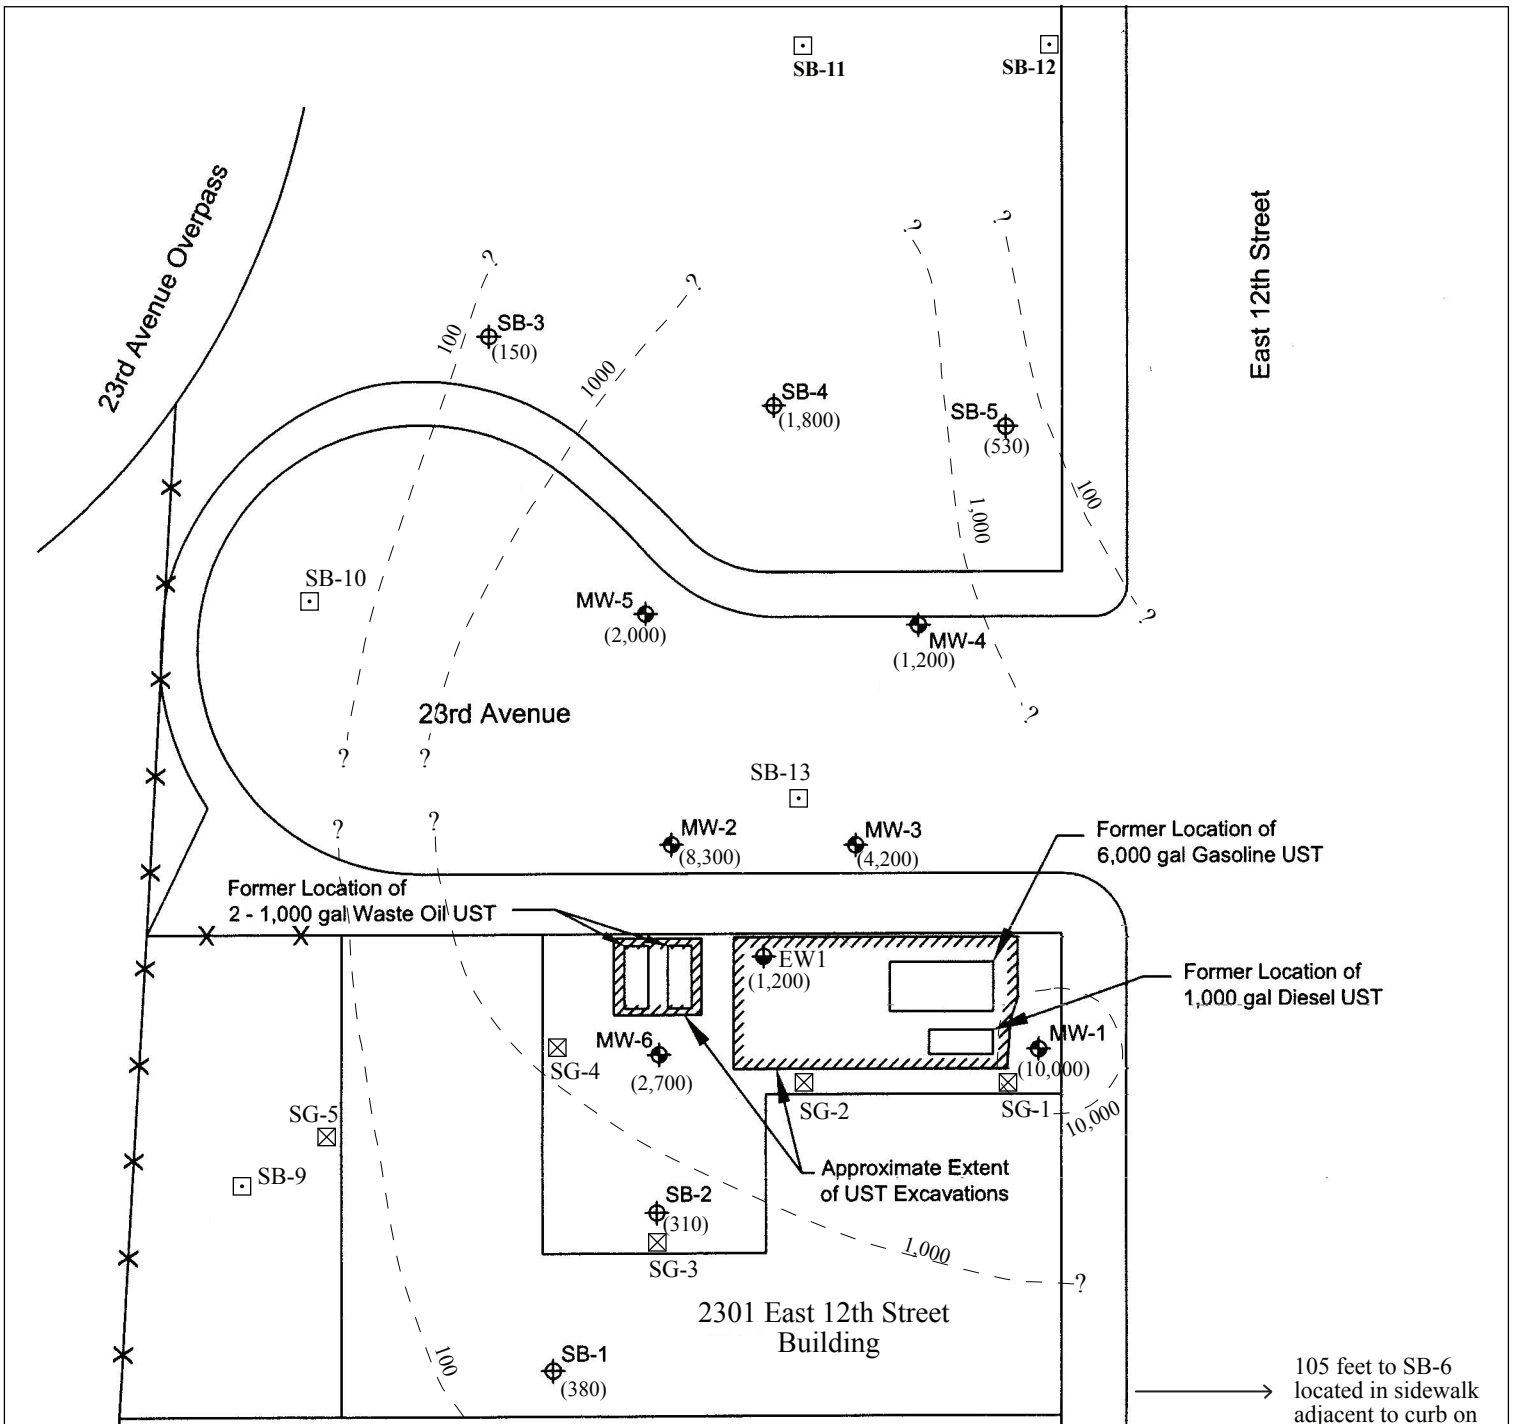 SB-11
SB-12
23rd Avenue Overpass
East 12th Street
?
?
?
?
100
SB-3
(150)
1000
SB-4
(1,800)
SB-5
(530)
100
1,000
SB-10
MW-5
(2,000)
MW-4
(1,200)
?
?
23rd Avenue
?
?
SB-13
?
?
MW-2
(8,300)
MW-3
(4,200)
Former Location of
6,000 gal Gasoline UST
Former Location of
2 - 1,000 gal Waste Oil UST
EW1
(1,200)
Former Location of
1,000 gal Diesel UST
MW-6
(2,700)
MW-1
(10,000)
SG-4
SG-2
SG-1
10,000
SG-5
SB-9
Approximate Extent
of UST Excavations
SB-2
(310)
SG-3
1,000
?
2301 East 12th Street
Building
100
SB-1
(380)
105 feet to SB-6
located in sidewalk
adjacent to curb on